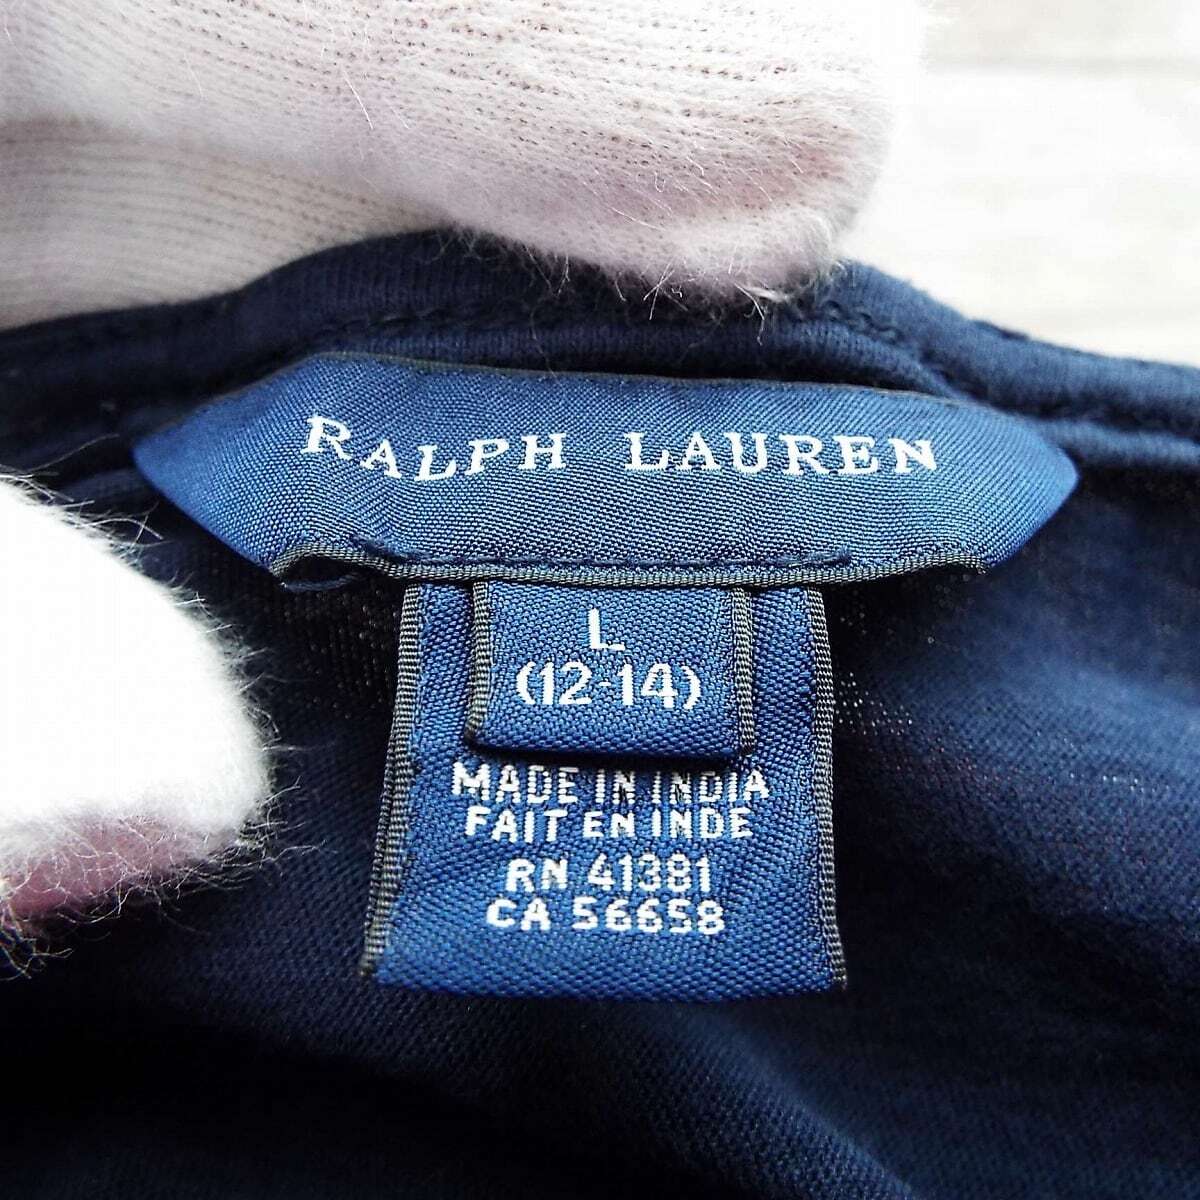 RALPH LAUREN
L
(12-14)
MADE IN INDIA
FAIT EN INDE
RN 41381
CA 56658